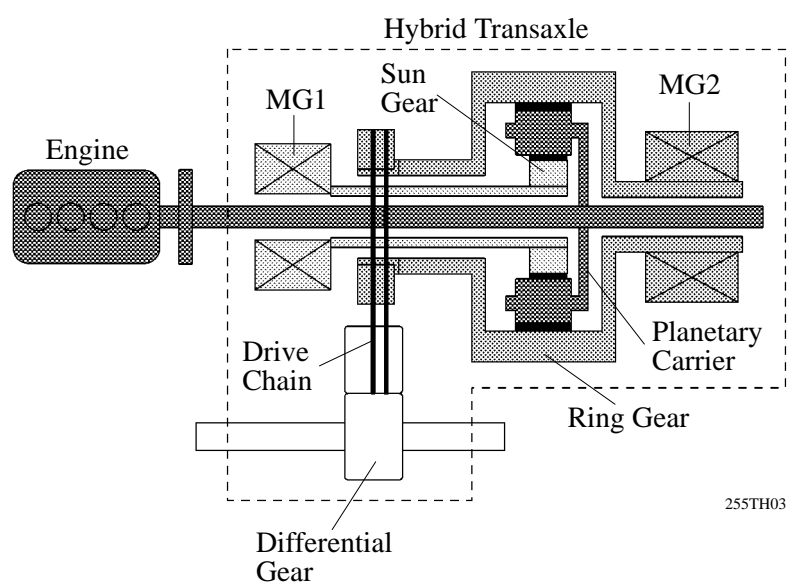 Hybrid Transaxle
Sun
Gear
MG1
MG2
Engine
Drive
Chain
Planetary
Carrier
Ring Gear
255TH03
Differential
Gear